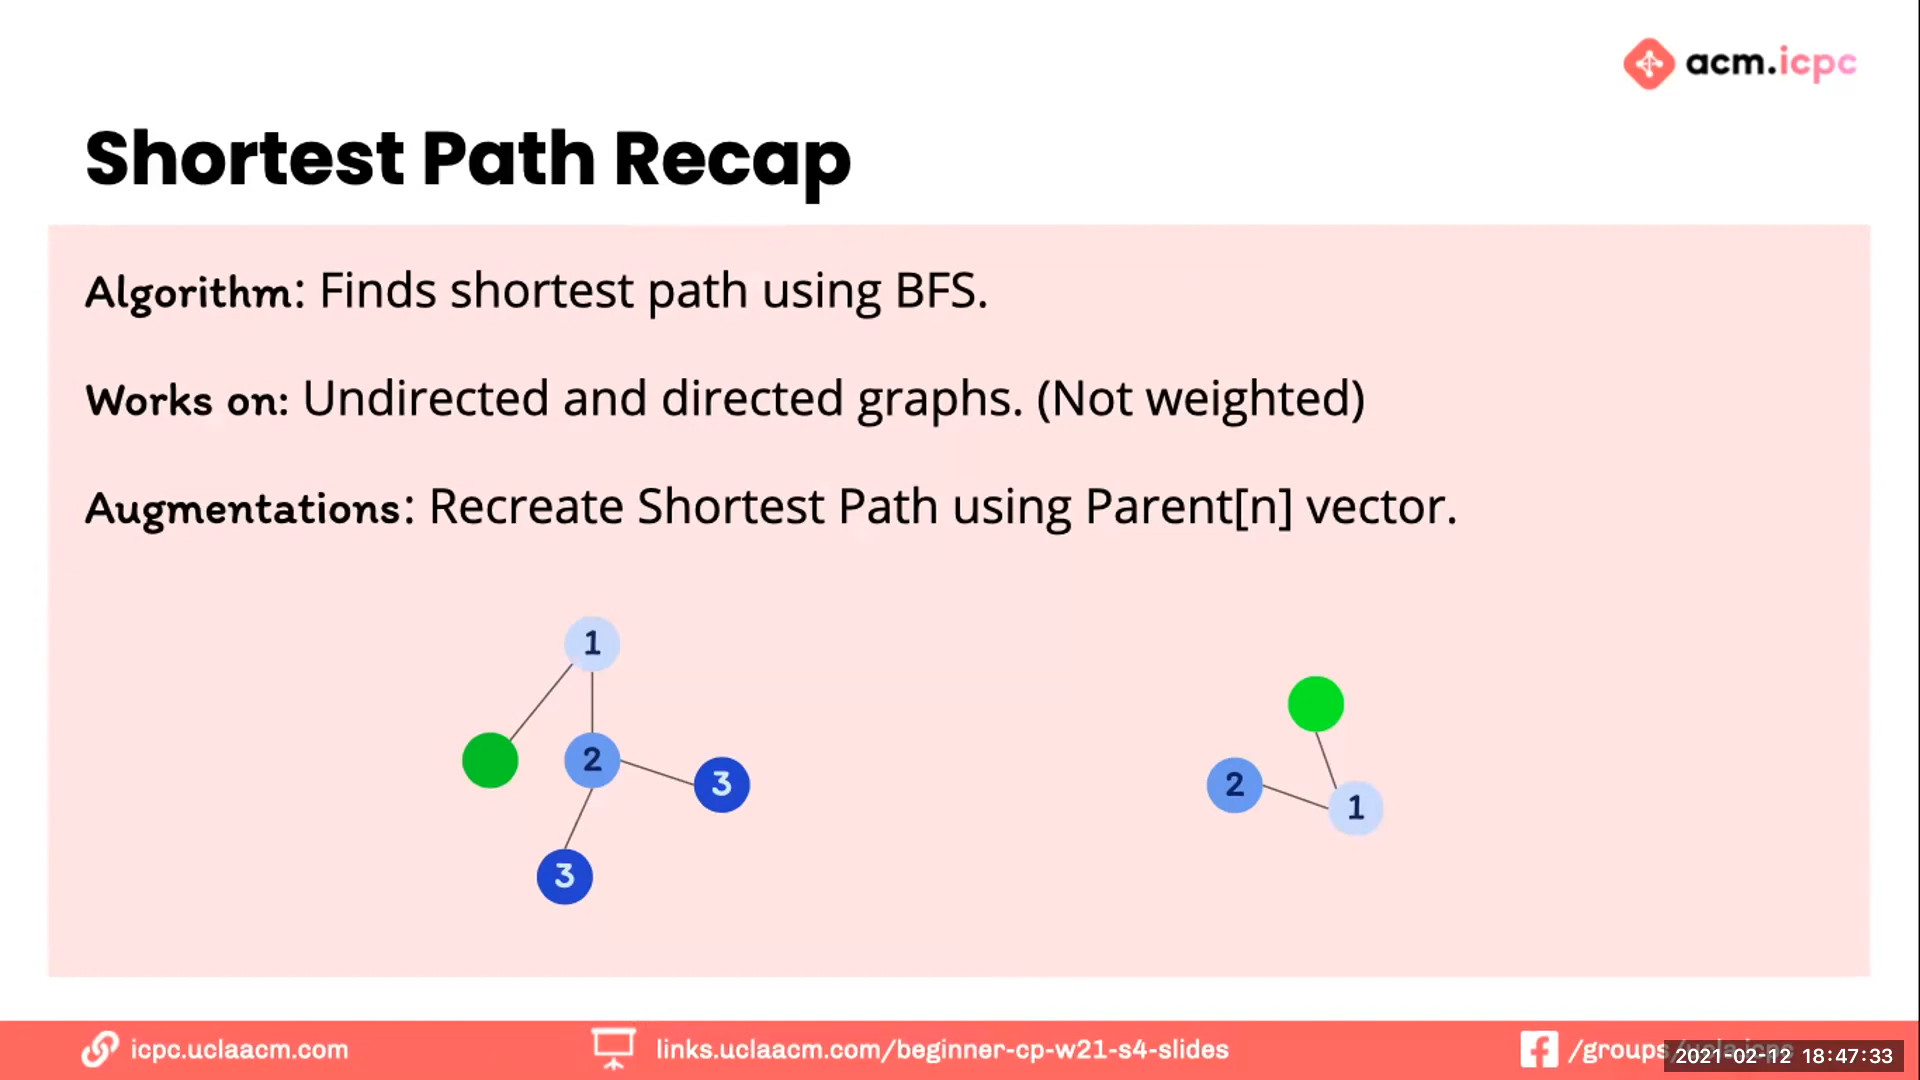 acm.icpc
Shortest Path Recap
Algorithm: Finds shortest path using BFS.
Works on: Undirected and directed graphs. (Not weighted)
Augmentations: Recreate Shortest Path using Parent[n] vector.
1
2
3
3
2
1
icpc.uclaacm.com
links.uclaacm.com/beginner-cp-w21-s4-slides
/groups/
2021-02-12 18:47:33